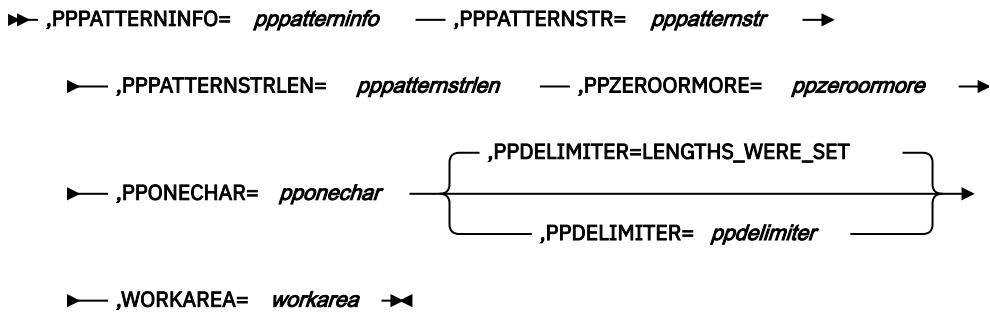 ,PPPATTERNINFO= pppatterninfo ,PPPATTERNSTR= pppatternstr
,PPPATTERNSTRLEN= pppatternstrlen ,PPZEROORMORE= ppzeroormore
,PPDELIMITER=LENGTHS_WERE_SET
,PPONECHAR= pponechar
,PPDELIMITER= ppdelimiter
,WORKAREA= workarea